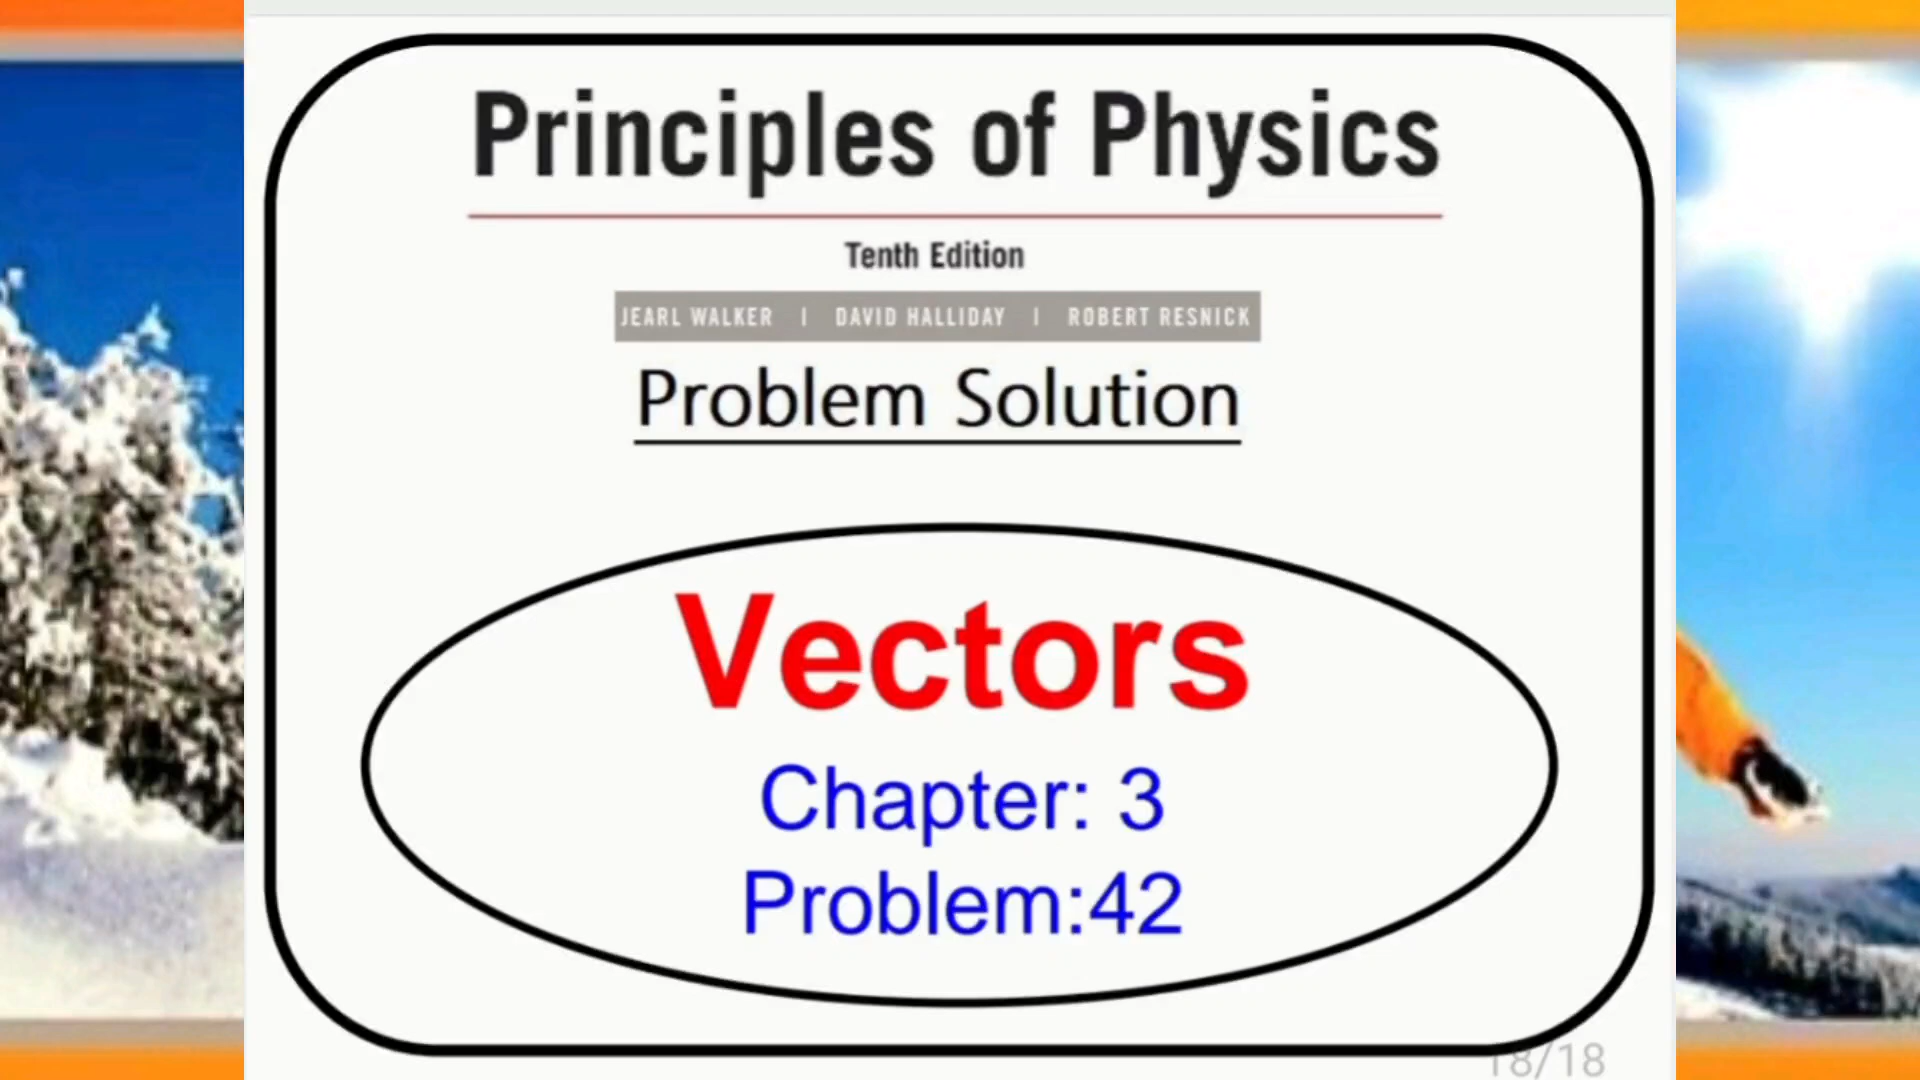 Principles of Physics
Tenth Edition
JEARL WALKER | DAVID HALLIDAY | ROBERT RESNICK
Problem Solution
Vectors
Chapter: 3
Problem:42
18/18